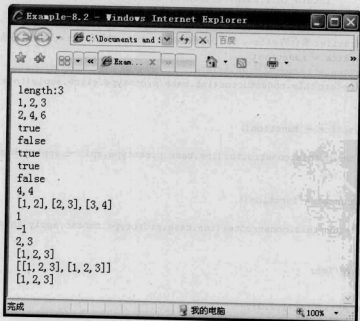 Example-8.2 - Windows Internet Explorer
C:\Documents and S
百度
Exam...
length:3
1,2,3
2,4,6
true
false
true
true
false
4,4
[1,2],[2,3],[3,4]
1
-1
2,3
[1,2,3]
[[1,2,3],[1,2,3]]
[1,2,3]
完成
我的电脑
100%